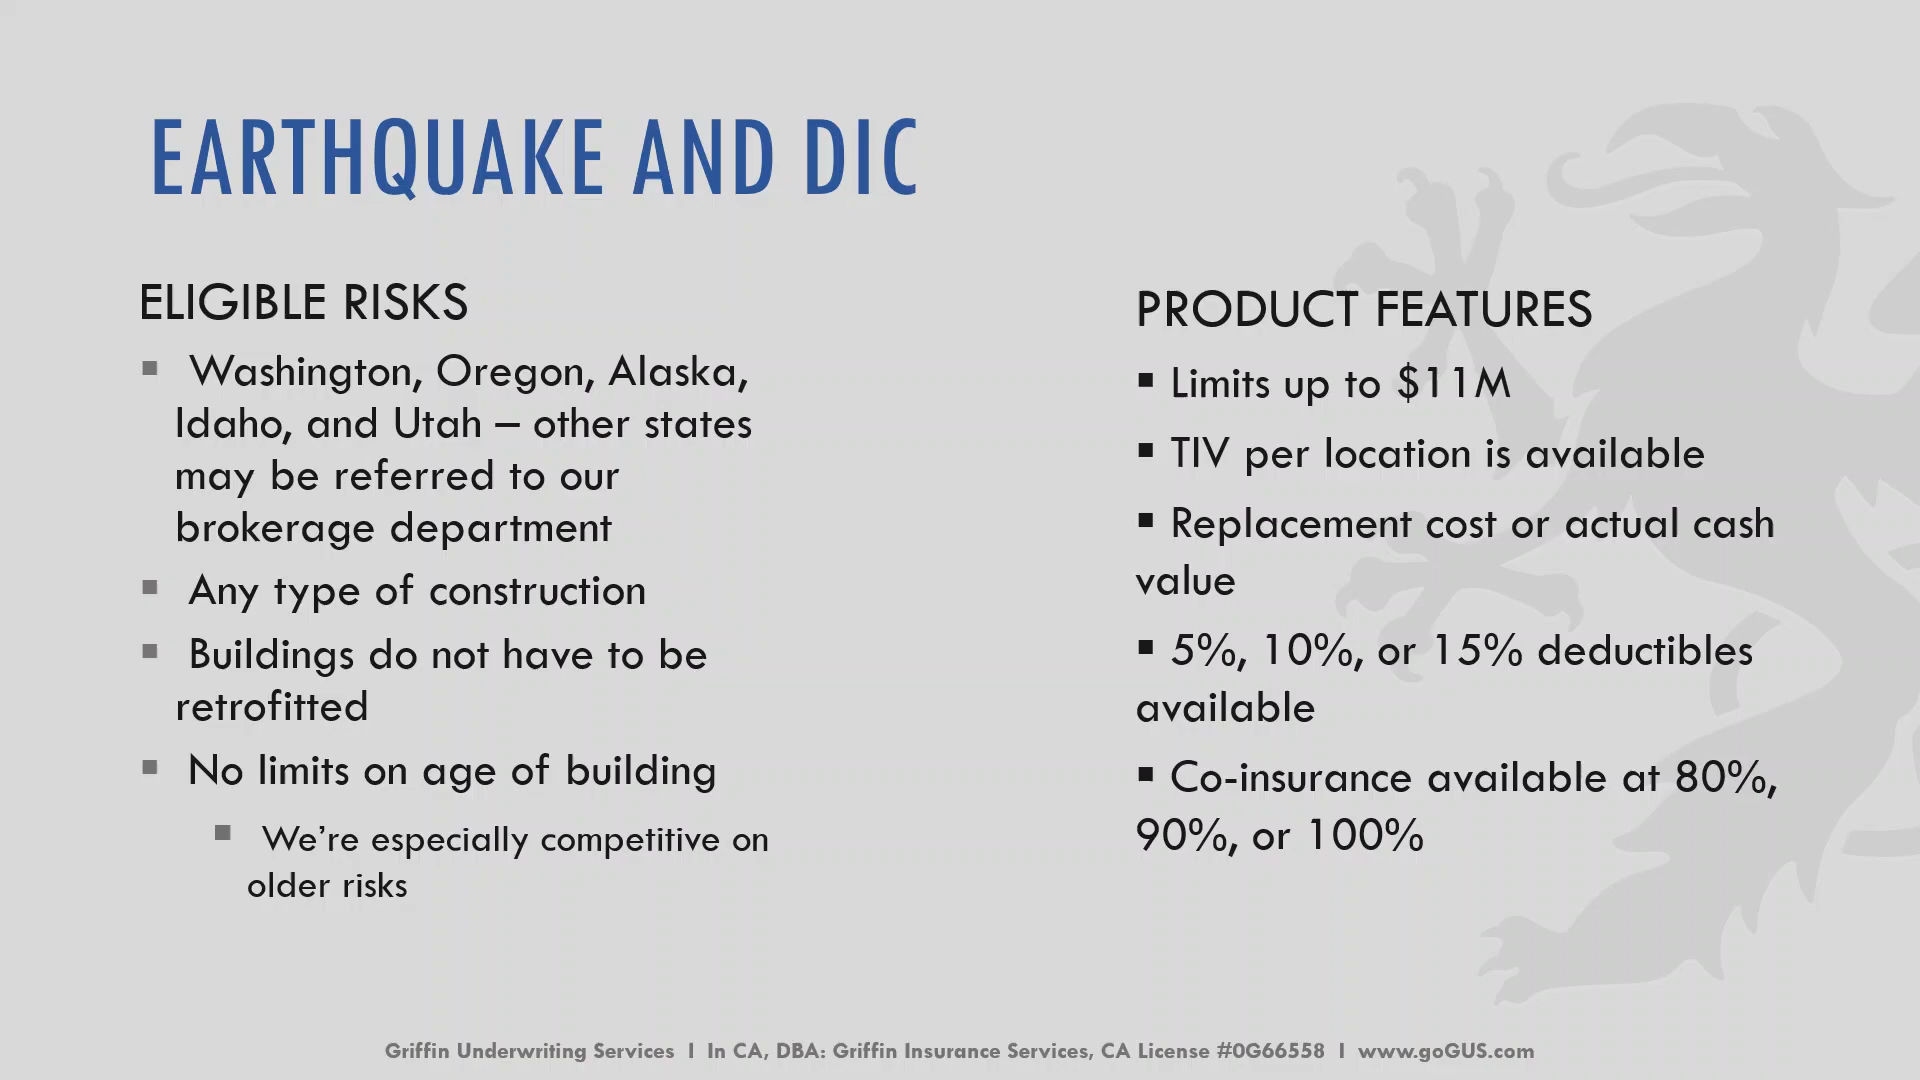 EARTHQUAKE AND DIC
ELIGIBLE RISKS
▪ Washington, Oregon, Alaska,
Idaho, and Utah – other states
may be referred to our
brokerage department
▪ Any type of construction
▪ Buildings do not have to be
retrofitted
▪ No limits on age of building
▪ We’re especially competitive on
older risks
PRODUCT FEATURES
▪ Limits up to $11M
▪ TIV per location is available
▪ Replacement cost or actual cash
value
▪ 5%, 10%, or 15% deductibles
available
▪ Co-insurance available at 80%,
90%, or 100%
Griffin Underwriting Services I In CA, DBA: Griffin Insurance Services, CA License #0G66558 I www.goGUS.com